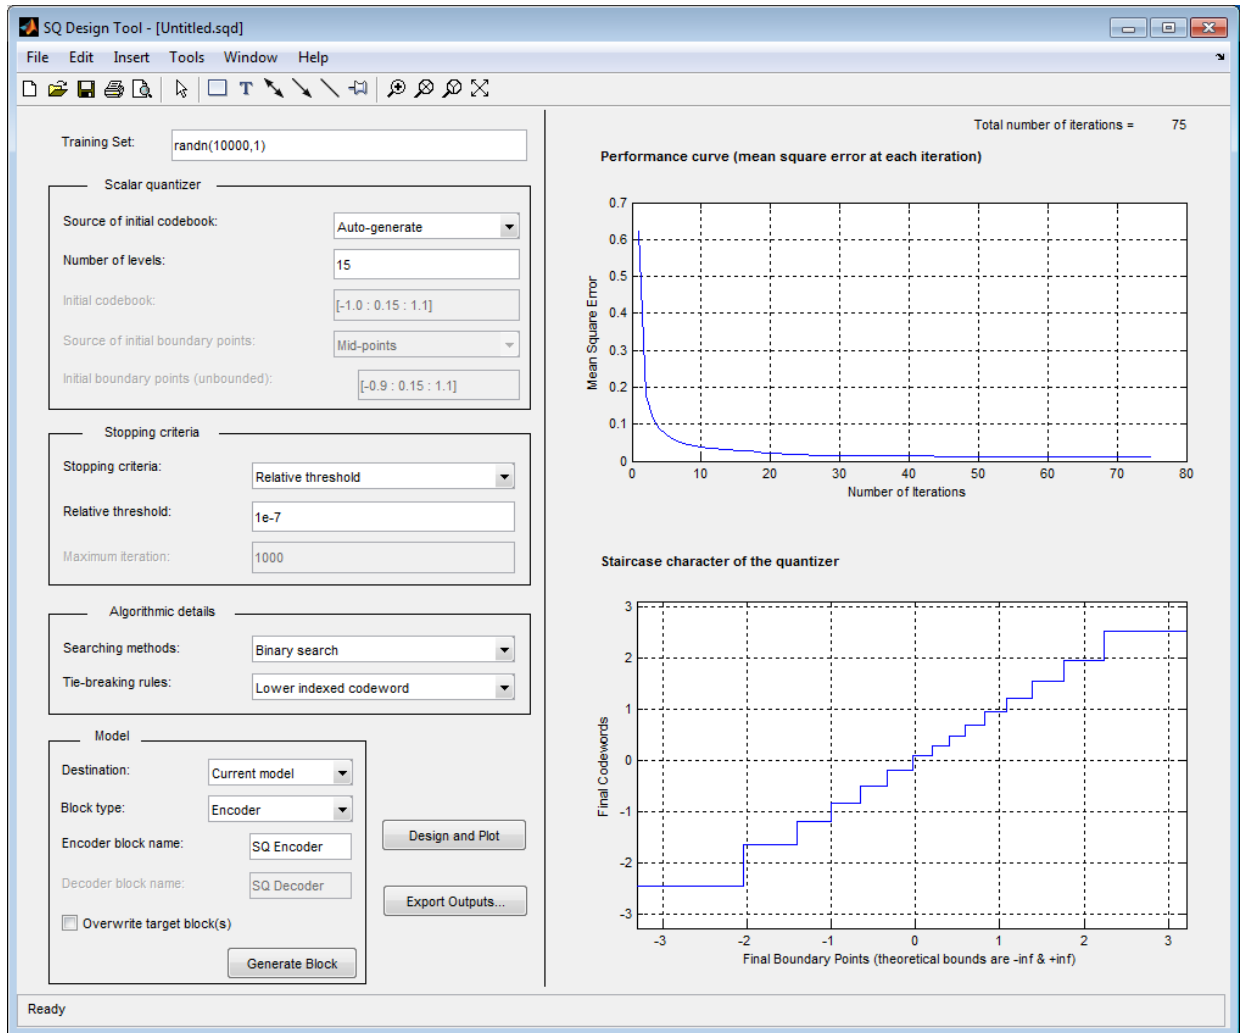 SQ Design Tool - [Untitled.sqd]
File Edit Insert Tools Window Help
T
Training Set: randn(10000,1)
Scalar quantizer
Source of initial codebook: Auto-generate
Number of levels: 15
Initial codebook: [-1.0 : 0.15 : 1.1]
Source of initial boundary points: Mid-points
Initial boundary points (unbounded): [-0.9 : 0.15 : 1.1]
Stopping criteria
Stopping criteria: Relative threshold
Relative threshold: 1e-7
Maximum iteration: 1000
Algorithmic details
Searching methods: Binary search
Tie-breaking rules: Lower indexed codeword
Model
Destination: Current model
Block type: Encoder
Encoder block name: SQ Encoder
Decoder block name: SQ Decoder
Overwrite target block(s)
Generate Block
Design and Plot
Export Outputs...
Total number of iterations = 75
Performance curve (mean square error at each iteration)
0.7
0.6
0.5
0.4
0.3
0.2
0.1
0
Mean Square Error
0 10 20 30 40 50 60 70 80
Number of Iterations
Staircase character of the quantizer
3
2
1
0
-1
-2
-3
Final Codewords
-3 -2 -1 0 1 2 3
Final Boundary Points (theoretical bounds are -inf & +inf)
Ready